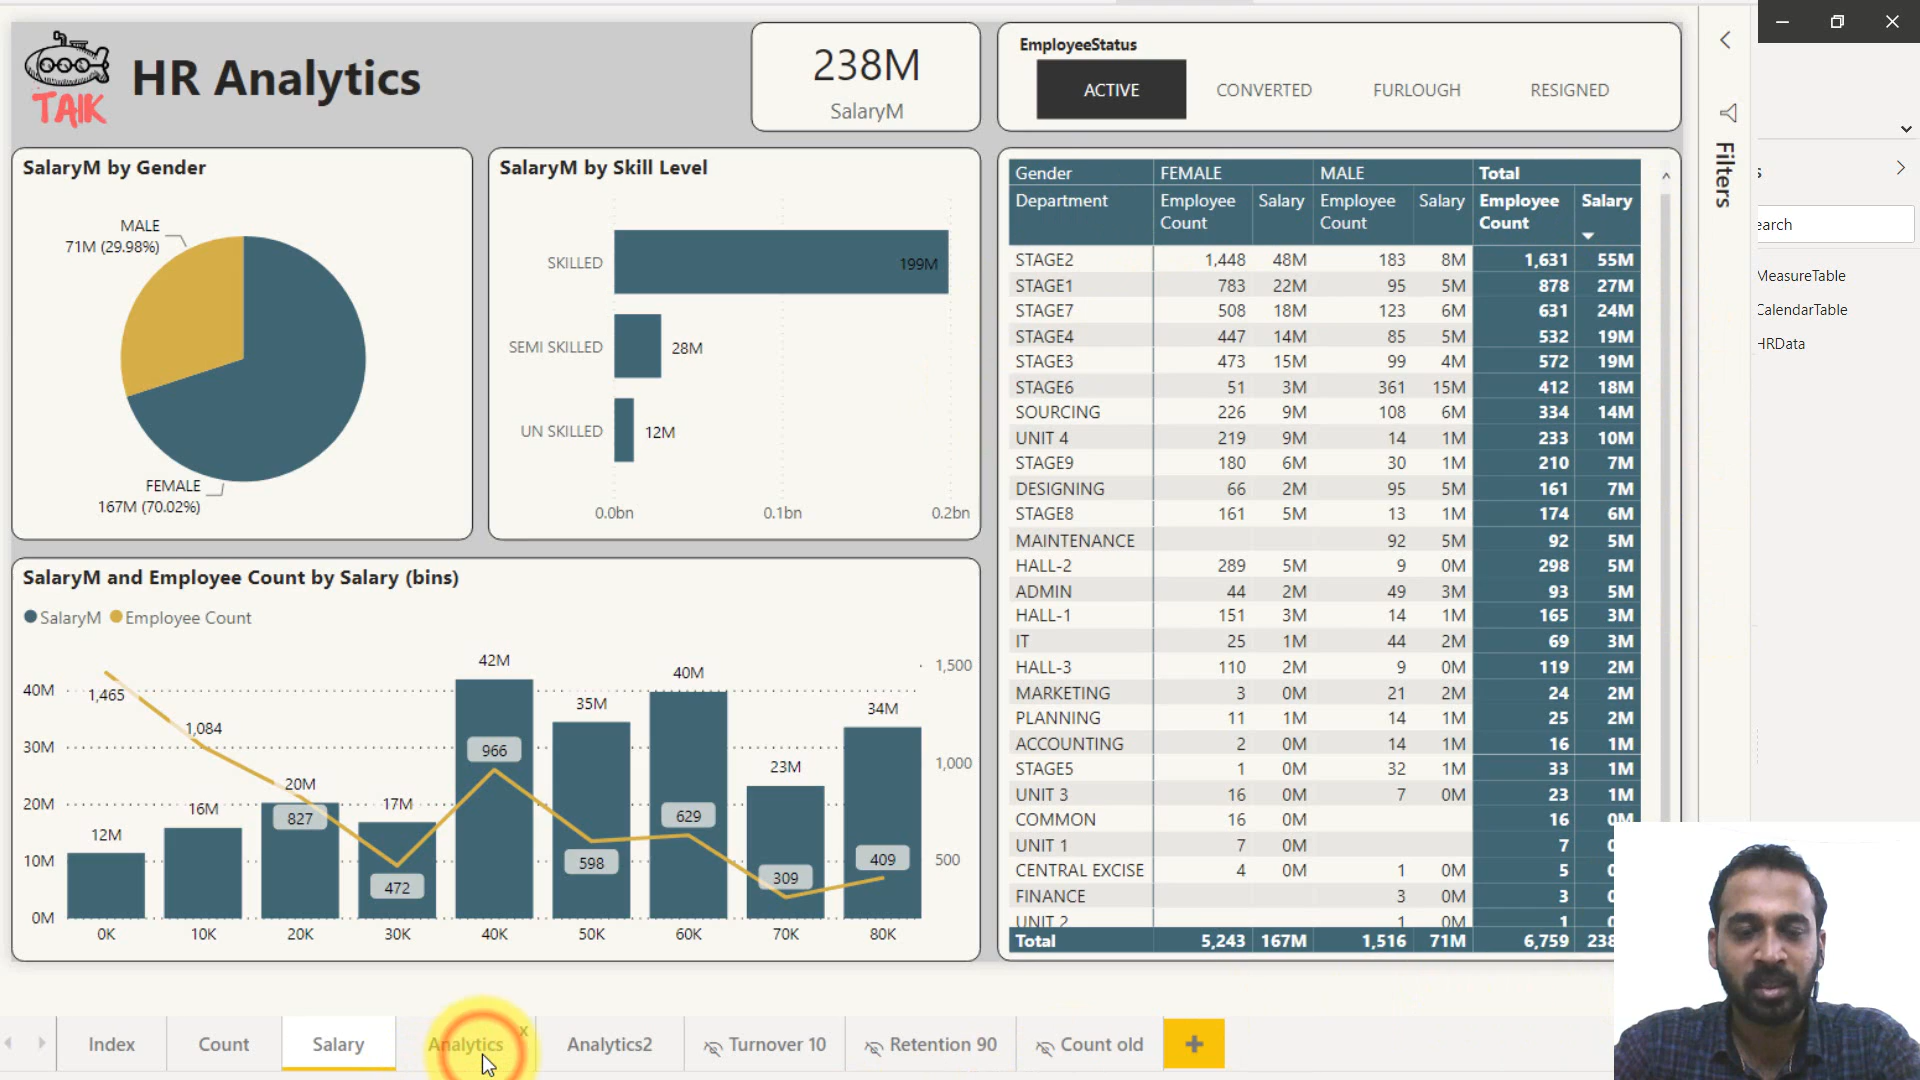 TAIK
HR Analytics
238M
SalaryM
EmployeeStatus
ACTIVE CONVERTED FURLOUGH RESIGNED
SalaryM by Gender
MALE
71M (29.98%)
FEMALE
167M (70.02%)
SalaryM by Skill Level
SKILLED 199M
SEMI SKILLED 28M
UN SKILLED 12M
0.0bn 0.1bn 0.2bn
SalaryM and Employee Count by Salary (bins)
SalaryM Employee Count
42M
40M
35M
34M
23M
20M
17M
16M
12M
1,465
1,084
827
472
966
598
629
309
409
40M
30M
20M
10M
0M
1,500
1,000
500
0K 10K 20K 30K 40K 50K 60K 70K 80K
Gender FEMALE MALE Total
Department Employee Count Salary Employee Count Salary Employee Count Salary
STAGE2 1,448 48M 183 8M 1,631 55M
STAGE1 783 22M 95 5M 878 27M
STAGE7 508 18M 123 6M 631 24M
STAGE4 447 14M 85 5M 532 19M
STAGE3 473 15M 99 4M 572 19M
STAGE6 51 3M 361 15M 412 18M
SOURCING 226 9M 108 6M 334 14M
UNIT 4 219 9M 14 1M 233 10M
STAGE9 180 6M 30 1M 210 7M
DESIGNING 66 2M 95 5M 161 7M
STAGE8 161 5M 13 1M 174 6M
MAINTENANCE 92 5M 92 5M
HALL-2 289 5M 9 0M 298 5M
ADMIN 44 2M 49 3M 93 5M
HALL-1 151 3M 14 1M 165 3M
IT 25 1M 44 2M 69 3M
HALL-3 110 2M 9 0M 119 2M
MARKETING 3 0M 21 2M 24 2M
PLANNING 11 1M 14 1M 25 2M
ACCOUNTING 2 0M 14 1M 16 1M
STAGE5 1 0M 32 1M 33 1M
UNIT 3 16 0M 7 0M 23 1M
COMMON 16 0M 16 0M
UNIT 1 7 0M 7 0
CENTRAL EXCISE 4 0M 1 0M 5 0
FINANCE 3 0M 3 0
UNIT 2 1 0M 1 0
Total 5,243 167M 1,516 71M 6,759 238
Filters
s
earch
MeasureTable
CalendarTable
HRData
Index Count Salary Analytics x Analytics2 Turnover 10 Retention 90 Count old +